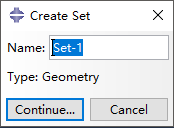 Create Set
Name: Set-1
Type: Geometry
Continue... Cancel